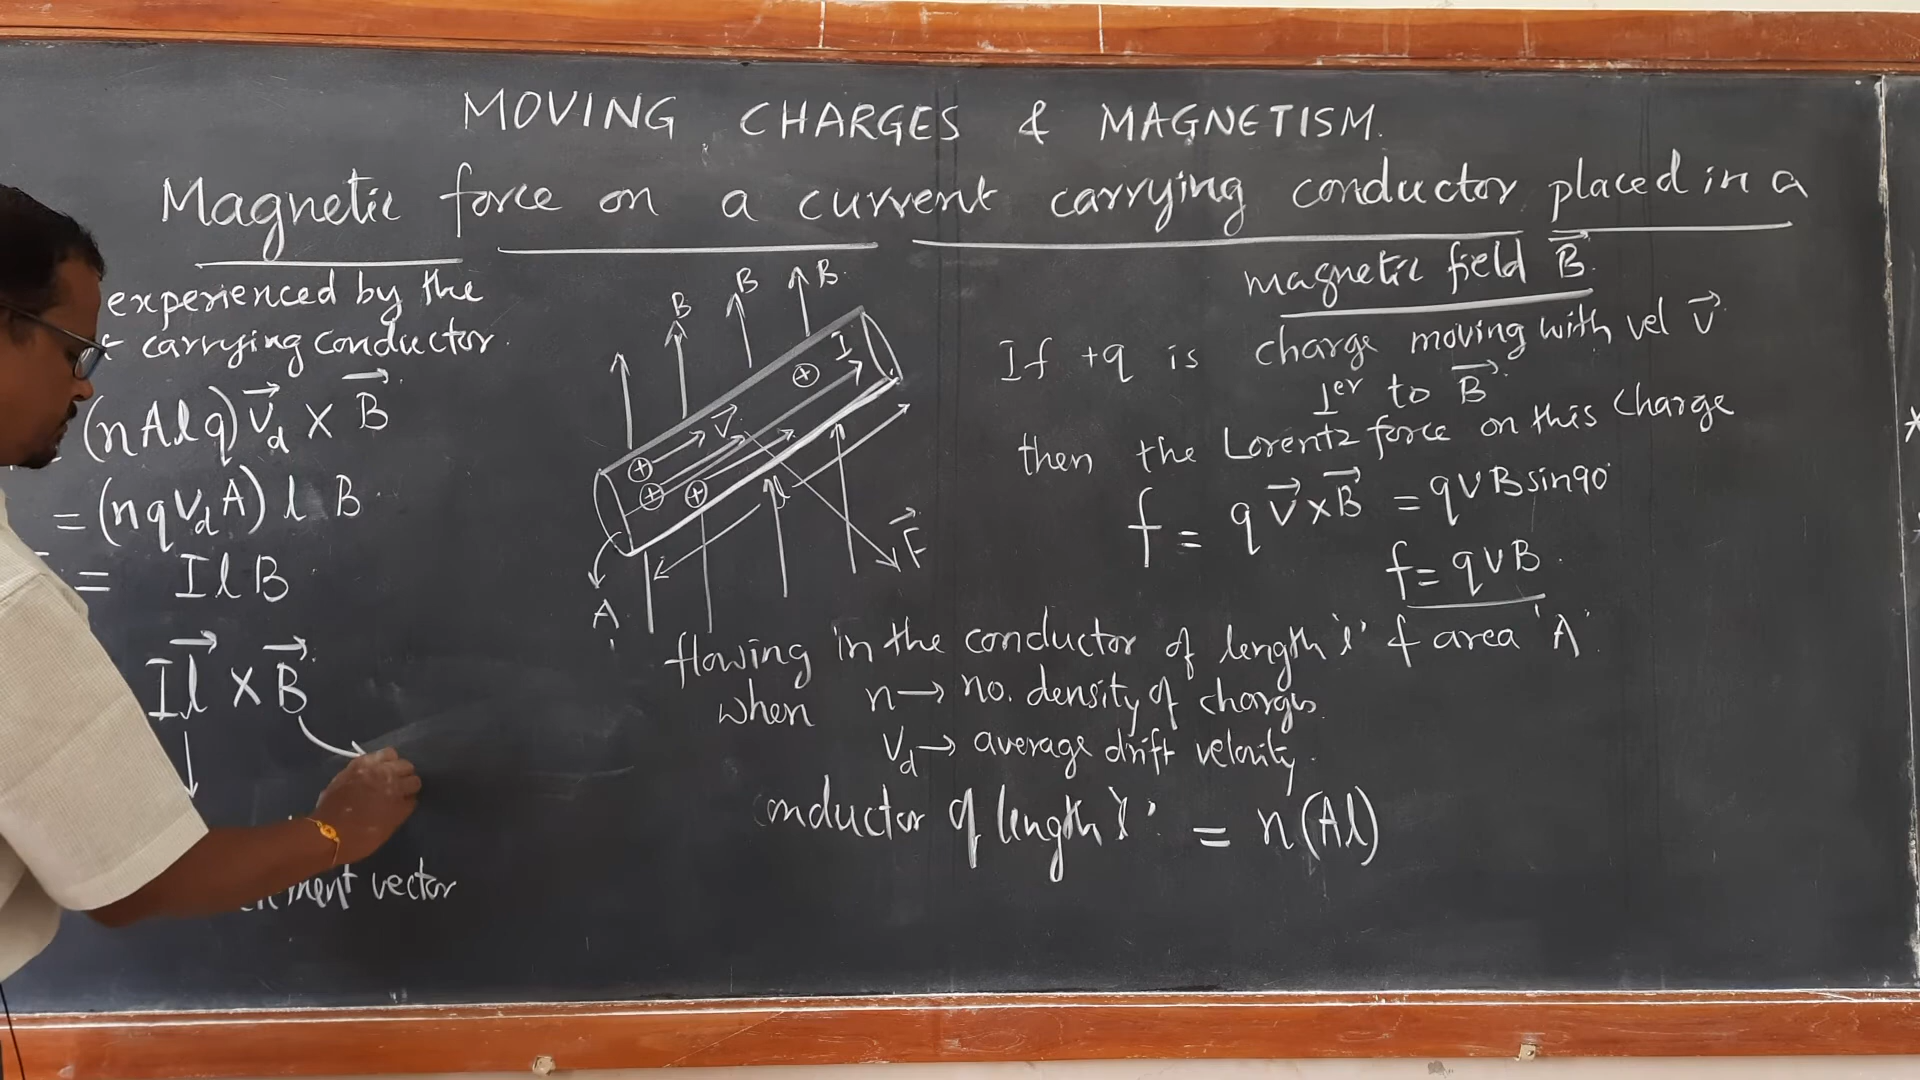 MOVING CHARGES & MAGNETISM.
Magnetic force on a current carrying conductor placed in a
magnetic field B⃗
experienced by the
carrying conductor.
(nAlq)v⃗d × B⃗
= (nqvdA) l B
= IlB
Il⃗ × B⃗
vector
B
B
B
I
v⃗
l
F⃗
A
If +q is charge moving with vel v⃗
⊥er to B⃗
then the Lorentz force on this charge
f = q v⃗ × B⃗ = qvBsin90°
f = qvB
flowing in the conductor of length 'l' & area 'A'
when n → no. density of charges
vd → average drift velocity.
onductor of length 'l' = n(Al)